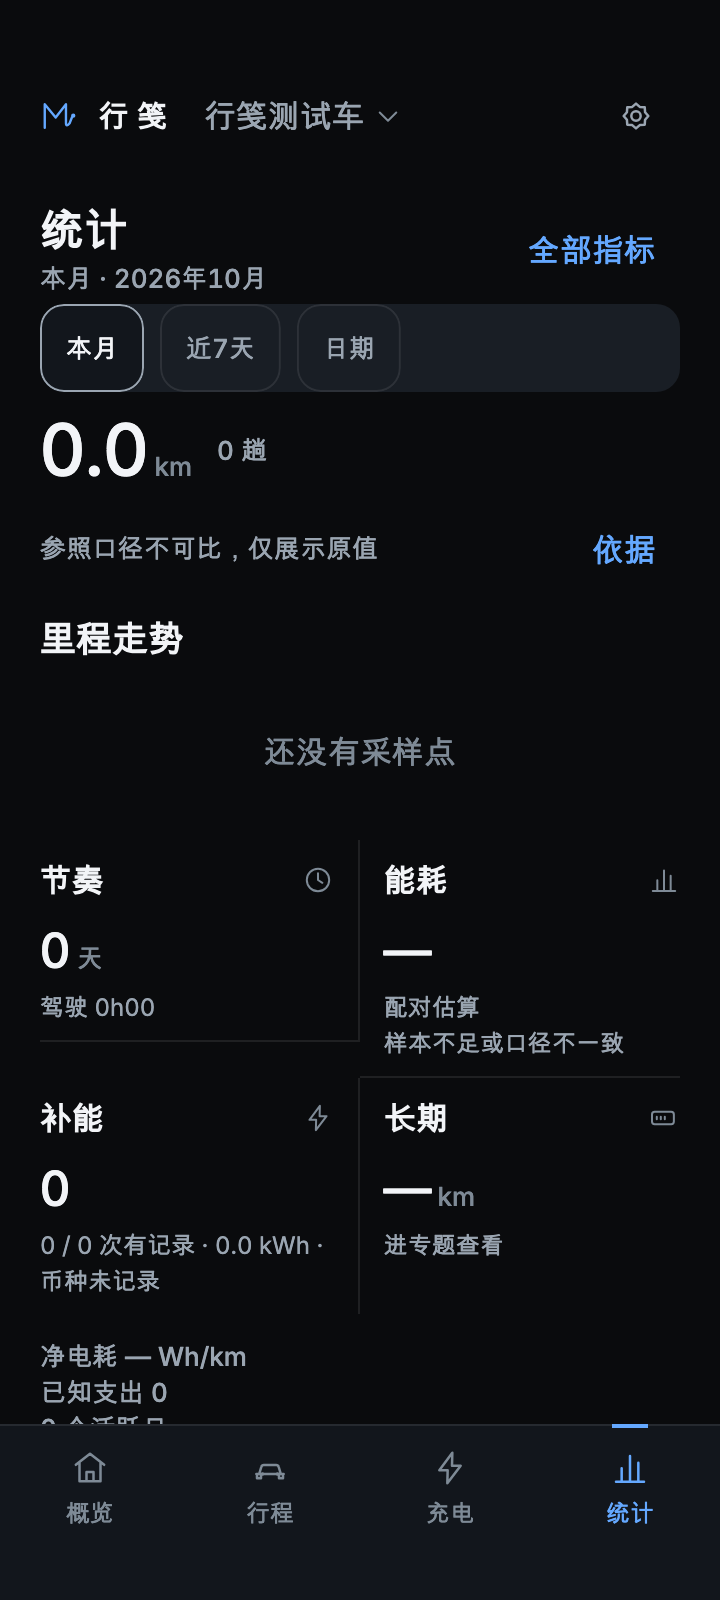 行笺 行笺测试车
统计
全部指标
本月 · 2026年10月
本月 近7天 日期
0.0 km 0 趟
参照口径不可比，仅展示原值 依据
里程走势
还没有采样点
节奏
0 天
驾驶 0h00
能耗
—
配对估算
样本不足或口径不一致
补能
0
0 / 0 次有记录 · 0.0 kWh ·
币种未记录
长期
— km
进专题查看
净电耗 — Wh/km
已知支出 0
0 个活跃日
概览 行程 充电 统计